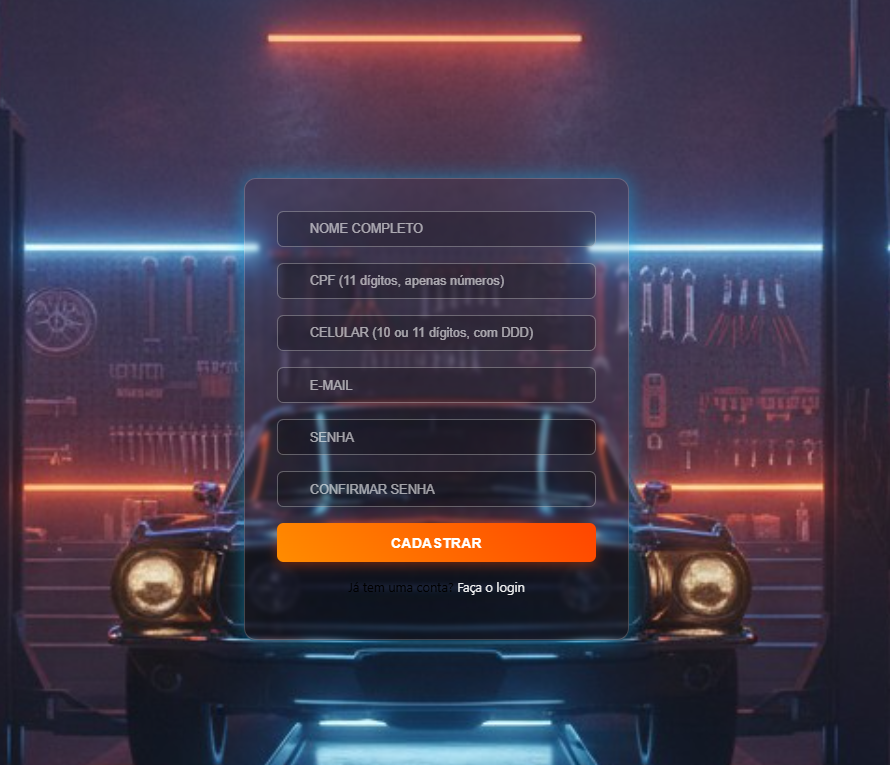 NOME COMPLETO
CPF (11 dígitos, apenas números)
CELULAR (10 ou 11 dígitos, com DDD)
E-MAIL
SENHA
CONFIRMAR SENHA
CADASTRAR
Já tem uma conta? Faça o login